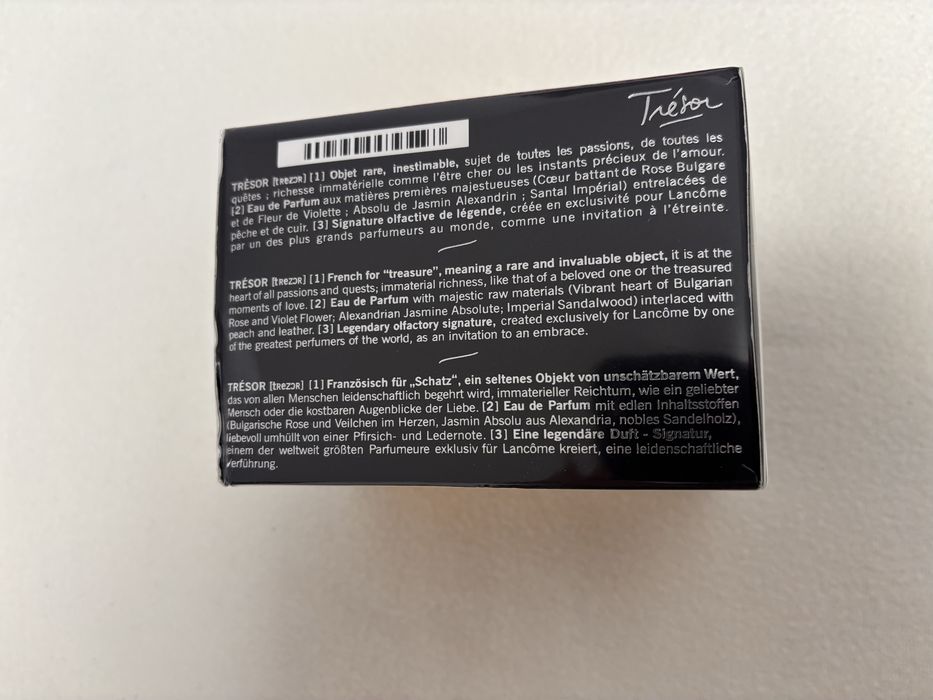 Trésor
TRÉSOR [tRɛzɔR] [1] Objet rare, inestimable, sujet de toutes les passions, de toutes les
quêtes ; richesse immatérielle comme l'être cher ou les instants précieux de l'amour.
[2] Eau de Parfum aux matières premières majestueuses (Cœur battant de Rose Bulgare
et de Fleur de Violette ; Absolu de Jasmin Alexandrin ; Santal Impérial) entrelacées de
pêche et de cuir. [3] Signature olfactive de légende, créée en exclusivité pour Lancôme
par un des plus grands parfumeurs au monde, comme une invitation à l'étreinte.
TRÉSOR [tRɛzɔR] [1] French for "treasure", meaning a rare and invaluable object, it is at the
heart of all passions and quests; immaterial richness, like that of a beloved one or the treasured
moments of love. [2] Eau de Parfum with majestic raw materials (Vibrant heart of Bulgarian
Rose and Violet Flower; Alexandrian Jasmine Absolute; Imperial Sandalwood) interlaced with
peach and leather. [3] Legendary olfactory signature, created exclusively for Lancôme by one
of the greatest perfumers of the world, as an invitation to an embrace.
TRÉSOR [tRɛzɔR] [1] Französisch für „Schatz", ein seltenes Objekt von unschätzbarem Wert,
das von allen Menschen leidenschaftlich begehrt wird, immaterieller Reichtum, wie ein geliebter
Mensch oder die kostbaren Augenblicke der Liebe. [2] Eau de Parfum mit edlen Inhaltsstoffen
(Bulgarische Rose und Veilchen im Herzen, Jasmin Absolu aus Alexandria, nobles Sandelholz),
liebevoll umhüllt von einer Pfirsich- und Ledernote. [3] Eine legendäre Duft - Signatur,
einem der weltweit größten Parfumeure exklusiv für Lancôme kreiert, eine leidenschaftliche
Verführung.